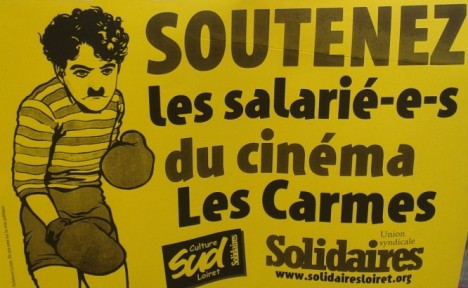 SOUTENEZ
les salarié-e-s
du cinéma
Les Carmes
Culture
SUD
Solidaires
Loiret
Union
syndicale
Solidaires
www.solidairesloiret.org